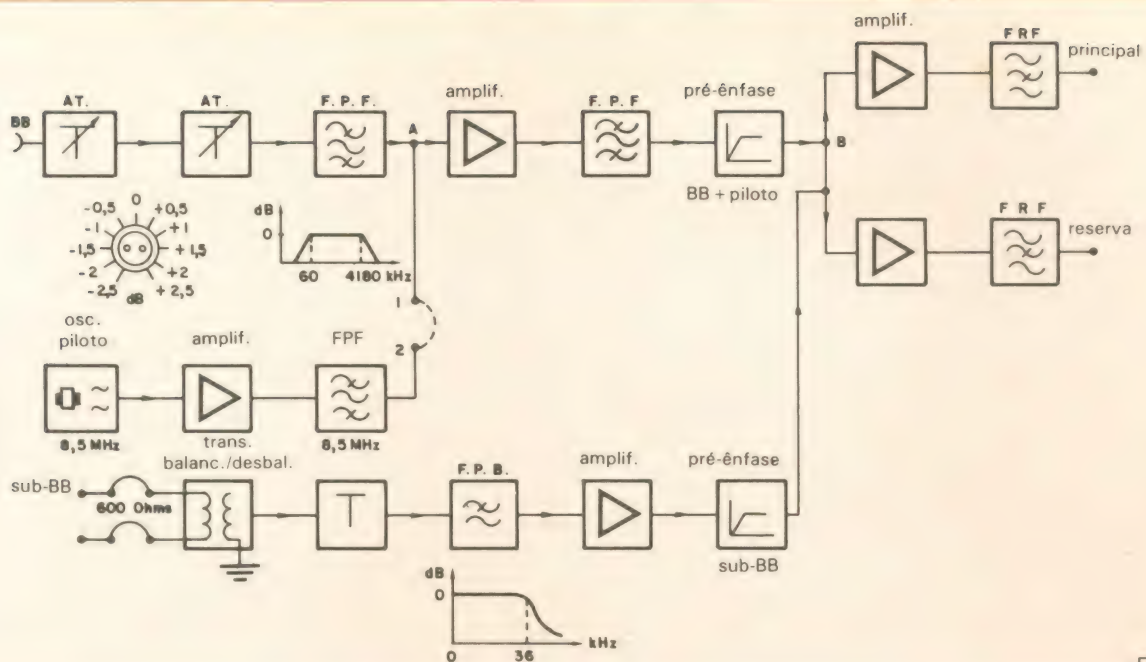 amplif.
F R F
principal
AT.
AT.
F. P. F.
amplif.
F. P. F
pré-ênfase
BB
A
B
BB + piloto
0
-0,5 +0,5
-1 +1
-1,5 + 1,5
-2 +2
-2,5 dB +2,5
dB
0
60 4180 kHz
F R F
reserva
1
2
osc.
piloto
amplif.
FPF
8,5 MHz
8,5 MHz
trans.
balanc./desbal.
sub-BB
600 Ohms
F. P. B.
amplif.
pré-ênfase
sub-BB
dB
0
0 36 kHz